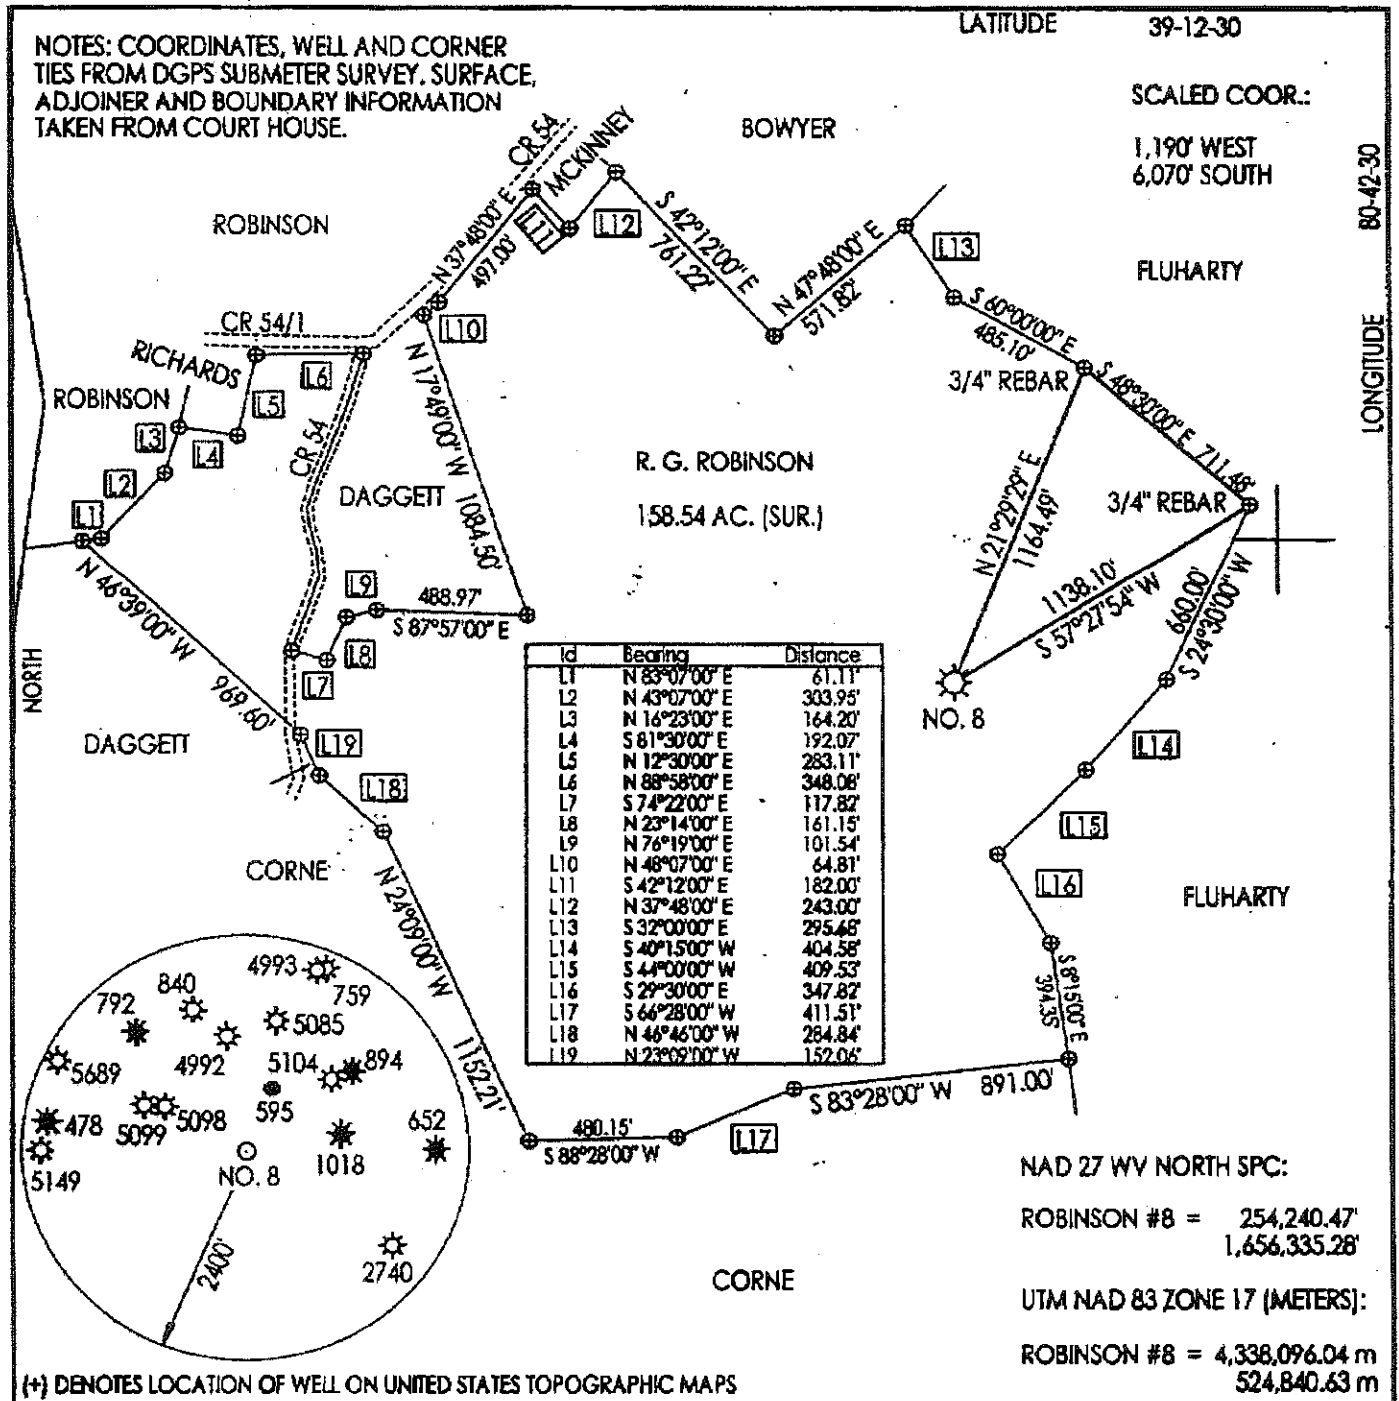 LATITUDE 39-12-30
NOTES: COORDINATES, WELL AND CORNER
TIES FROM DGPS SUBMETER SURVEY. SURFACE,
ADJOINER AND BOUNDARY INFORMATION
TAKEN FROM COURT HOUSE.
SCALED COOR.:
1,190' WEST
6,070' SOUTH
LONGITUDE 80-42-30
CR 54
MCKINNEY
BOWYER
ROBINSON
N 37°48'00" E
497.00'
L11
L12
S 42°12'00" E
761.22'
N 47°48'00" E
571.82'
L13
FLUHARTY
S 60°00'00" E
485.10'
3/4" REBAR
S 48°30'00" E 711.48'
CR 54/1
L10
RICHARDS
L6
ROBINSON
L5
L3
L4
L2
L1
CR 54
N 17°49'00" W 1084.50'
DAGGETT
R. G. ROBINSON
158.54 AC. (SUR.)
N 21°29'29" E
1164.49'
3/4" REBAR
1138.10'
S 57°27'54" W
660.00'
S 24°30'00" W
N 46°39'00" W 969.60'
L9
488.97'
S 87°57'00" E
L8
L7
NORTH
DAGGETT
L19
L18
NO. 8
L14
L15
L16
FLUHARTY
Id Bearing Distance
L1 N 83°07'00" E 61.11'
L2 N 43°07'00" E 303.95'
L3 N 16°23'00" E 164.20'
L4 S 81°30'00" E 192.07'
L5 N 12°30'00" E 283.11'
L6 N 88°58'00" E 348.08'
L7 S 74°22'00" E 117.82'
L8 N 23°14'00" E 161.15'
L9 N 76°19'00" E 101.54'
L10 N 48°07'00" E 64.81'
L11 S 42°12'00" E 182.00'
L12 N 37°48'00" E 243.00'
L13 S 32°00'00" E 295.68'
L14 S 40°15'00" W 404.58'
L15 S 44°00'00" W 409.53'
L16 S 29°30'00" E 347.82'
L17 S 66°28'00" W 411.51'
L18 N 46°46'00" W 284.84'
L19 N 23°09'00" W 152.06'
CORNE
N 24°09'00" W 1152.21'
S 8°15'00" E
394.35
S 83°28'00" W 891.00'
L17
480.15'
S 88°28'00" W
4993
759
840
792
5085
4992
5104
894
5689
595
5098
5099
478
652
1018
5149
NO. 8
2400'
2740
CORNE
NAD 27 WV NORTH SPC:
ROBINSON #8 = 254,240.47'
1,656,335.28'
UTM NAD 83 ZONE 17 (METERS):
ROBINSON #8 = 4,338,096.04 m
524,840.63 m
(+) DENOTES LOCATION OF WELL ON UNITED STATES TOPOGRAPHIC MAPS